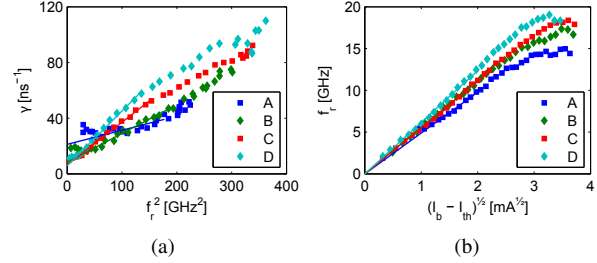 120
80
40
0
γ [ns⁻¹]
A
B
C
D
0 100 200 300 400
f_r² [GHz²]
(a)
20
15
10
5
0
f_r [GHz]
A
B
C
D
0 1 2 3 4
(I_b − I_th)^½ [mA^½]
(b)